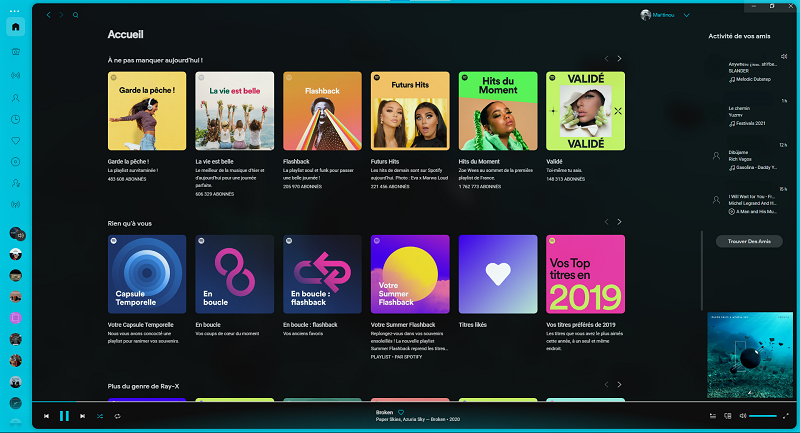 Martinou
Accueil
Activité de vos amis
À ne pas manquer aujourd'hui !
Garde la pêche !
La vie est belle
Flashback
Futurs Hits
Hits du
Moment
VALIDÉ
VALIDÉ
Garde la pêche !
La playlist survitaminée !
483 608 ABONNÉS
La vie est belle
Le meilleur de la musique d'hier et
d'aujourd'hui pour une journée
parfaite.
606 329 ABONNÉS
Flashback
La playlist soul et funk pour passer
une belle journée !
205 970 ABONNÉS
Futurs Hits
Les hits de demain sont sur Spotify
aujourd'hui. Photo : Eva x Marwa Loud
221 456 ABONNÉS
Hits du Moment
Zoe Wees au sommet de la première
playlist de France.
1 762 773 ABONNÉS
Validé
Toi-même tu sais.
148 513 ABONNÉS
SLANDER
Melodic Dubstep
1 h
Le chemin
Festivals 2021
12 h
Dibújame
Rich Vagos
Gasolina - Daddy Y...
15 h
I Will Wait for You - Fr...
Michel Legrand And H...
A Man and His Mu...
Trouver Des Amis
Rien qu'à vous
Capsule
Temporelle
En
boucle
En boucle :
flashback
Votre
Summer
Flashback
Vos Top
titres en
2019
Votre Capsule Temporelle
Nous vous avons concocté une
playlist pour ranimer vos souvenirs.
En boucle
Vos coups de cœur du moment
En boucle : flashback
Vos anciens favoris
Votre Summer Flashback
Replongez-vous dans vos souvenirs
ensoleillés ! La nouvelle playlist
Summer Flashback reprend les titres...
PLAYLIST • PAR SPOTIFY
Titres likés
Vos titres préférés de 2019
Les titres que vous avez le plus aimés
cette année, à un seul et même
endroit.
Plus du genre de Ray-X
Broken
Paper Skies, Azuria Sky — Broken • 2020